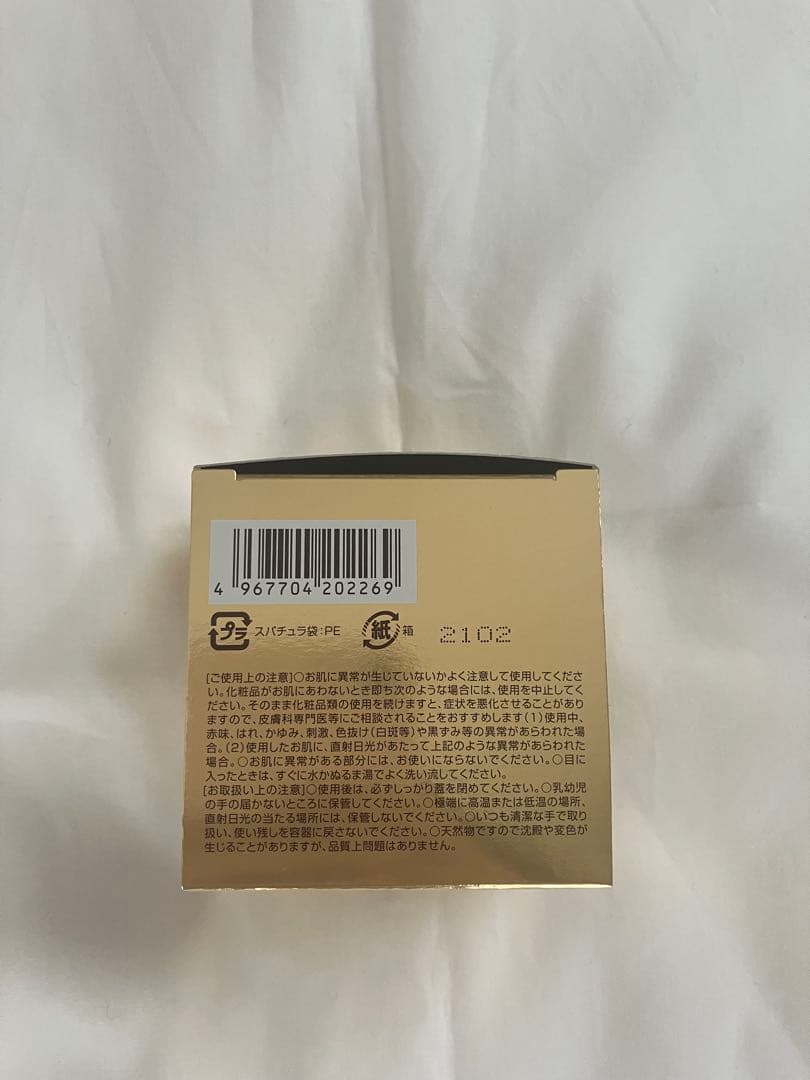 4 967704 202269
プラ スパチュラ袋:PE 紙 箱 2102
[ご使用上の注意]○お肌に異常が生じていないかよく注意して使用してくださ
い。化粧品がお肌にあわないとき即ち次のような場合には、使用を中止してく
ださい。そのまま化粧品類の使用を続けますと、症状を悪化させることがあり
ますので、皮膚科専門医等にご相談されることをおすすめします(1)使用中、
赤味、はれ、かゆみ、刺激、色抜け(白斑等)や黒ずみ等の異常があらわれた場
合。(2)使用したお肌に、直射日光があたって上記のような異常があらわれた
場合。○お肌に異常がある部分には、お使いにならないでください。○目に
入ったときは、すぐに水かぬるま湯でよく洗い流してください。
[お取扱い上の注意]○使用後は、必ずしっかり蓋を閉めてください。○乳幼児
の手の届かないところに保管してください。○極端に高温または低温の場所、
直射日光の当たる場所には、保管しないでください。○いつも清潔な手で取り
扱い、使い残しを容器に戻さないでください。○天然物ですので沈殿や変色が
生じることがありますが、品質上問題はありません。